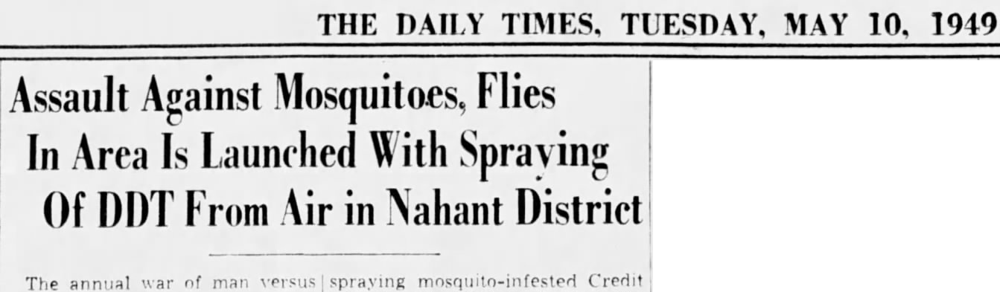 THE DAILY TIMES, TUESDAY, MAY 10, 1949
Assault Against Mosquitoes, Flies
In Area Is Launched With Spraying
Of DDT From Air in Nahant District
The annual war of man versus
spraying mosquito-infested Credit